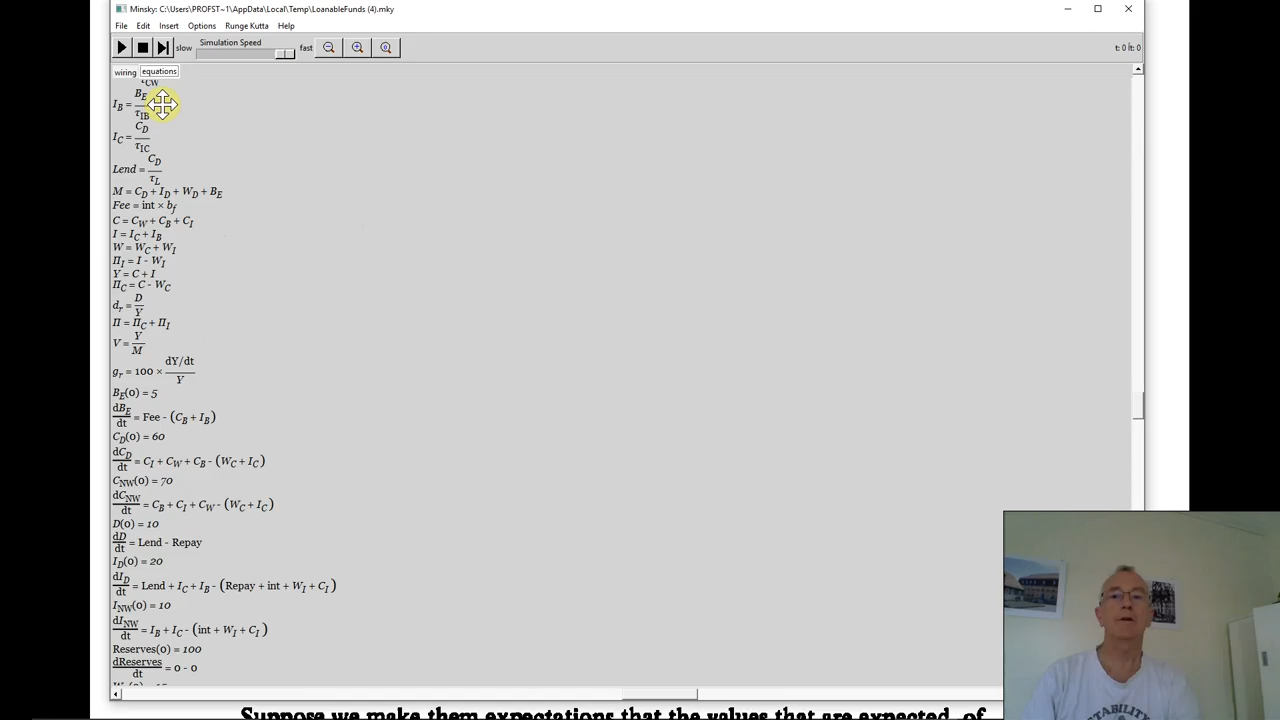 Minsky: C:\Users\PROFST~1\AppData\Local\Temp\LoanableFunds (4).mky
File Edit Insert Options Runge Kutta Help
slow Simulation Speed fast t: 0 Δt: 0
wiring equations
τ_CW
I_B = B_E / τ_IB
I_C = C_D / τ_IC
Lend = C_D / τ_L
M = C_D + I_D + W_D + B_E
Fee = int × b_f
C = C_W + C_B + C_I
I = I_C + I_B
W = W_C + W_I
Π_I = I - W_I
Y = C + I
Π_C = C - W_C
d_r = D / Y
Π = Π_C + Π_I
V = Y / M
g_r = 100 × dY/dt / Y
B_E(0) = 5
dB_E / dt = Fee - (C_B + I_B)
C_D(0) = 60
dC_D / dt = C_I + C_W + C_B - (W_C + I_C)
C_NW(0) = 70
dC_NW / dt = C_B + C_I + C_W - (W_C + I_C)
D(0) = 10
dD / dt = Lend - Repay
I_D(0) = 20
dI_D / dt = Lend + I_C + I_B - (Repay + int + W_I + C_I)
I_NW(0) = 10
dI_NW / dt = I_B + I_C - (int + W_I + C_I)
Reserves(0) = 100
dReserves / dt = 0 - 0
Suppose we make them expectations that the values that are expected, of